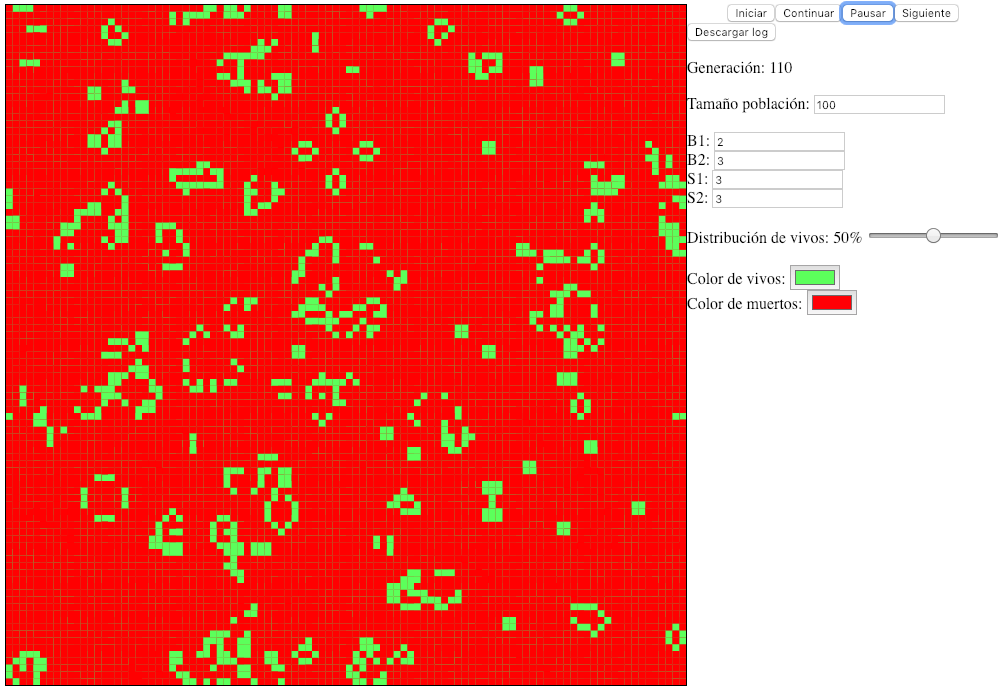 Iniciar Continuar Pausar Siguiente
Descargar log
Generación: 110
Tamaño población: 100
B1: 2
B2: 3
S1: 3
S2: 3
Distribución de vivos: 50%
Color de vivos:
Color de muertos: